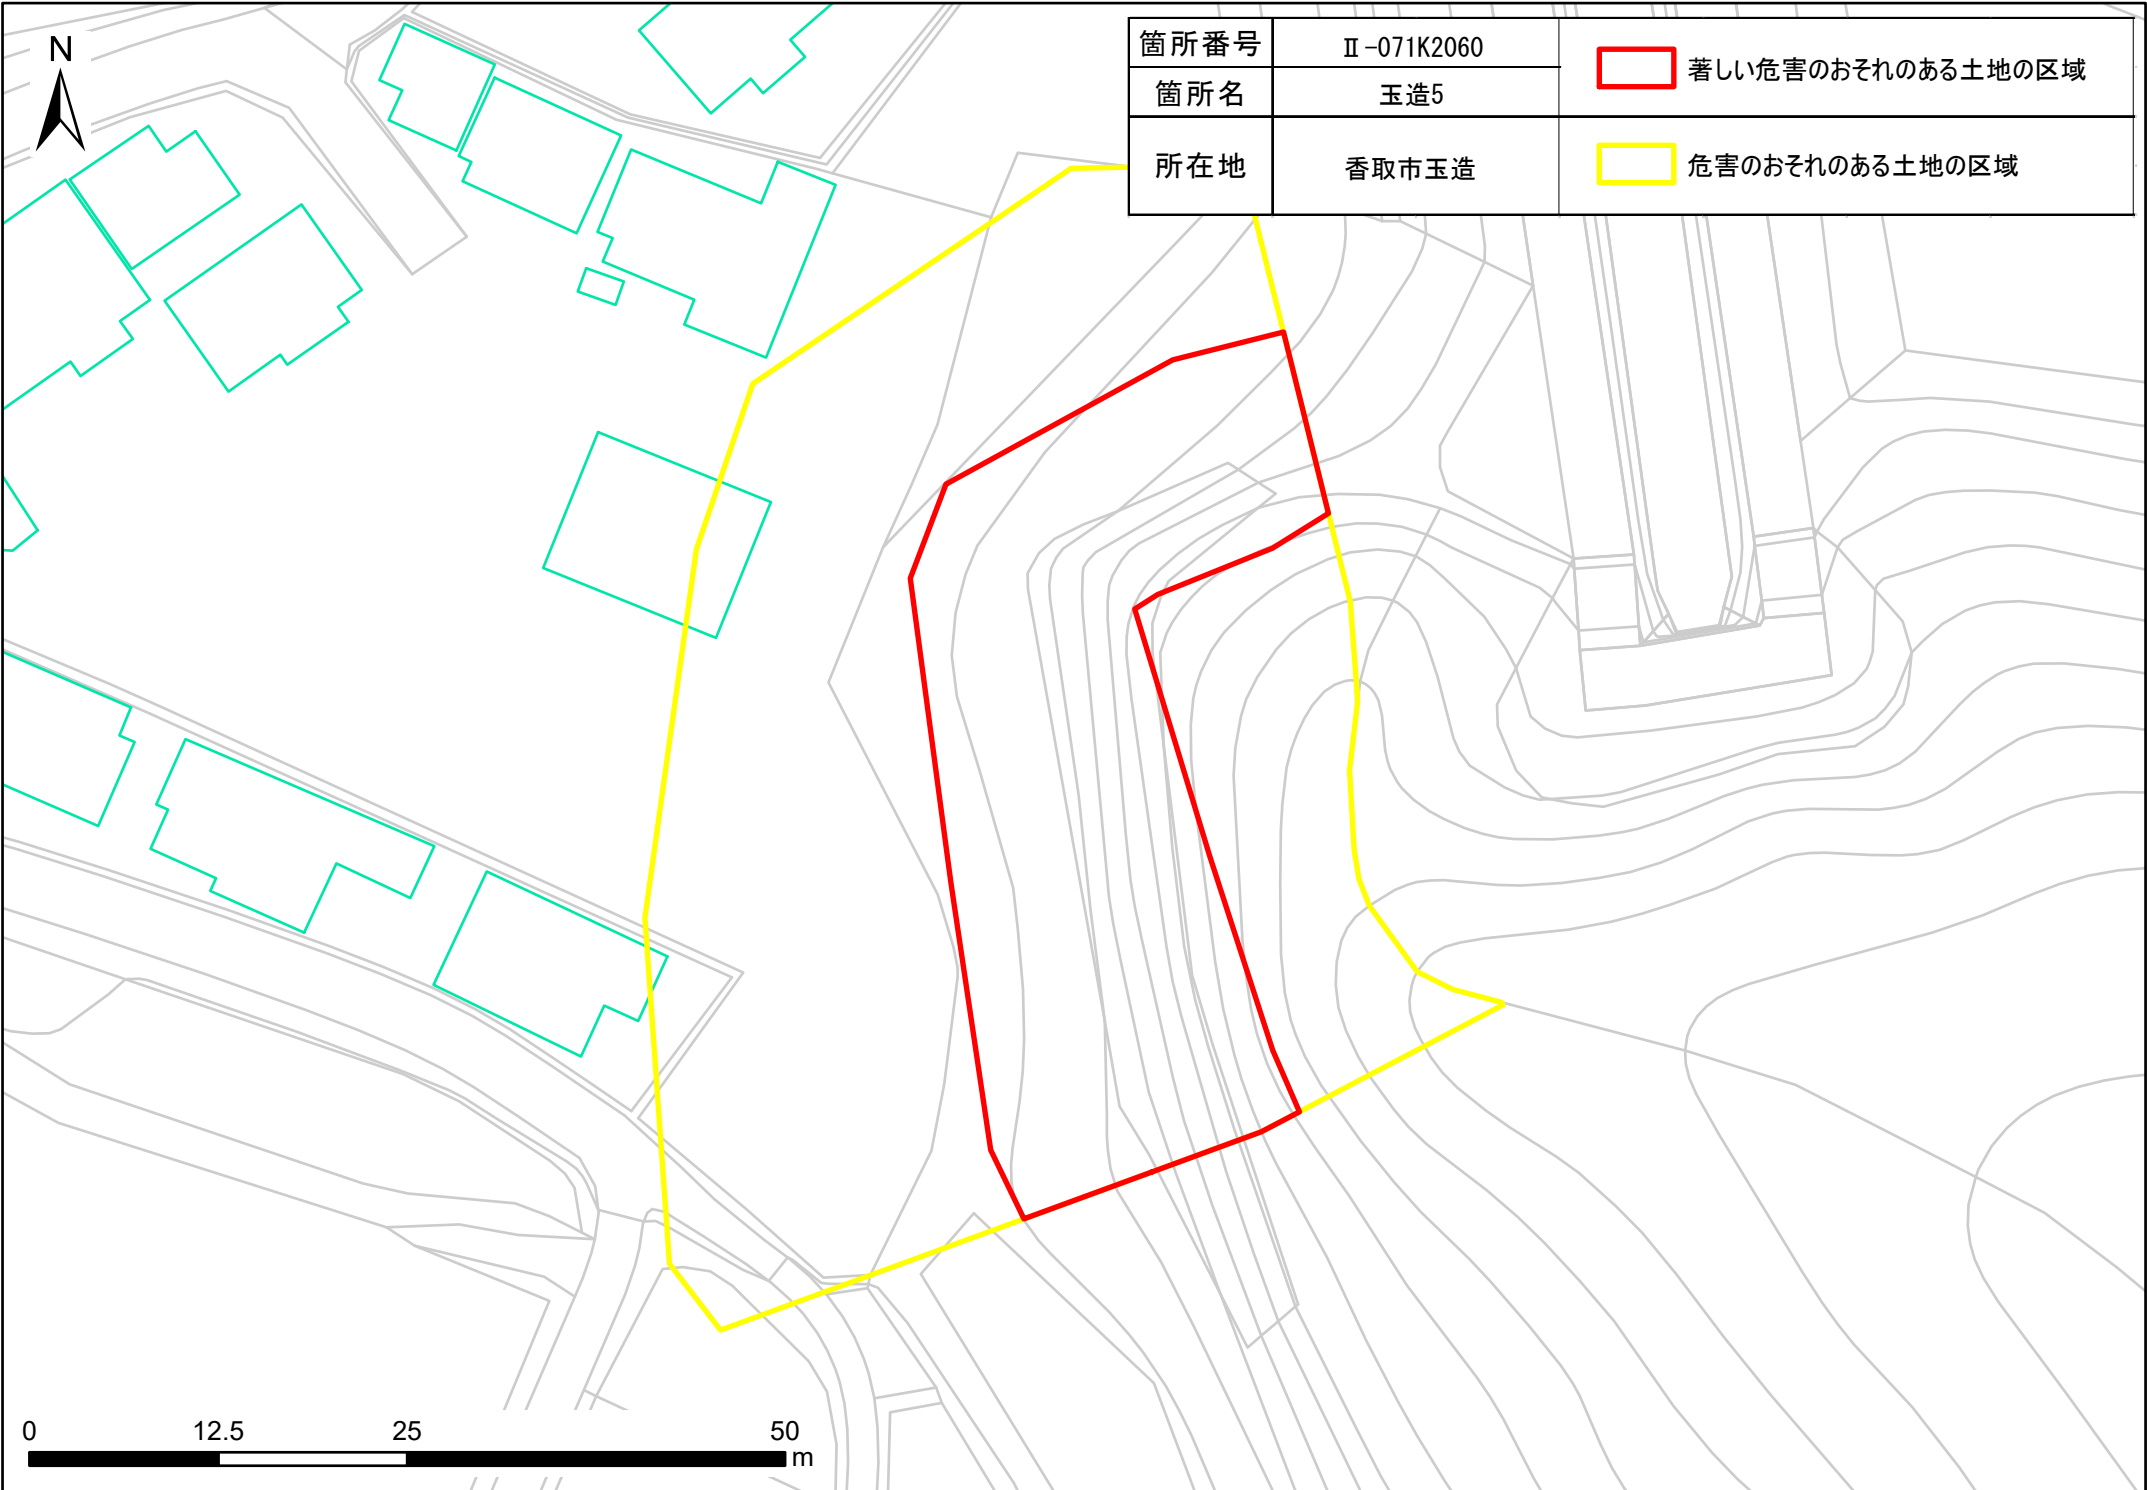 N
箇所番号 Ⅱ-071K2060
著しい危害のおそれのある土地の区域
箇所名 玉造5
所在地 香取市玉造
危害のおそれのある土地の区域
0 12.5 25 50
m